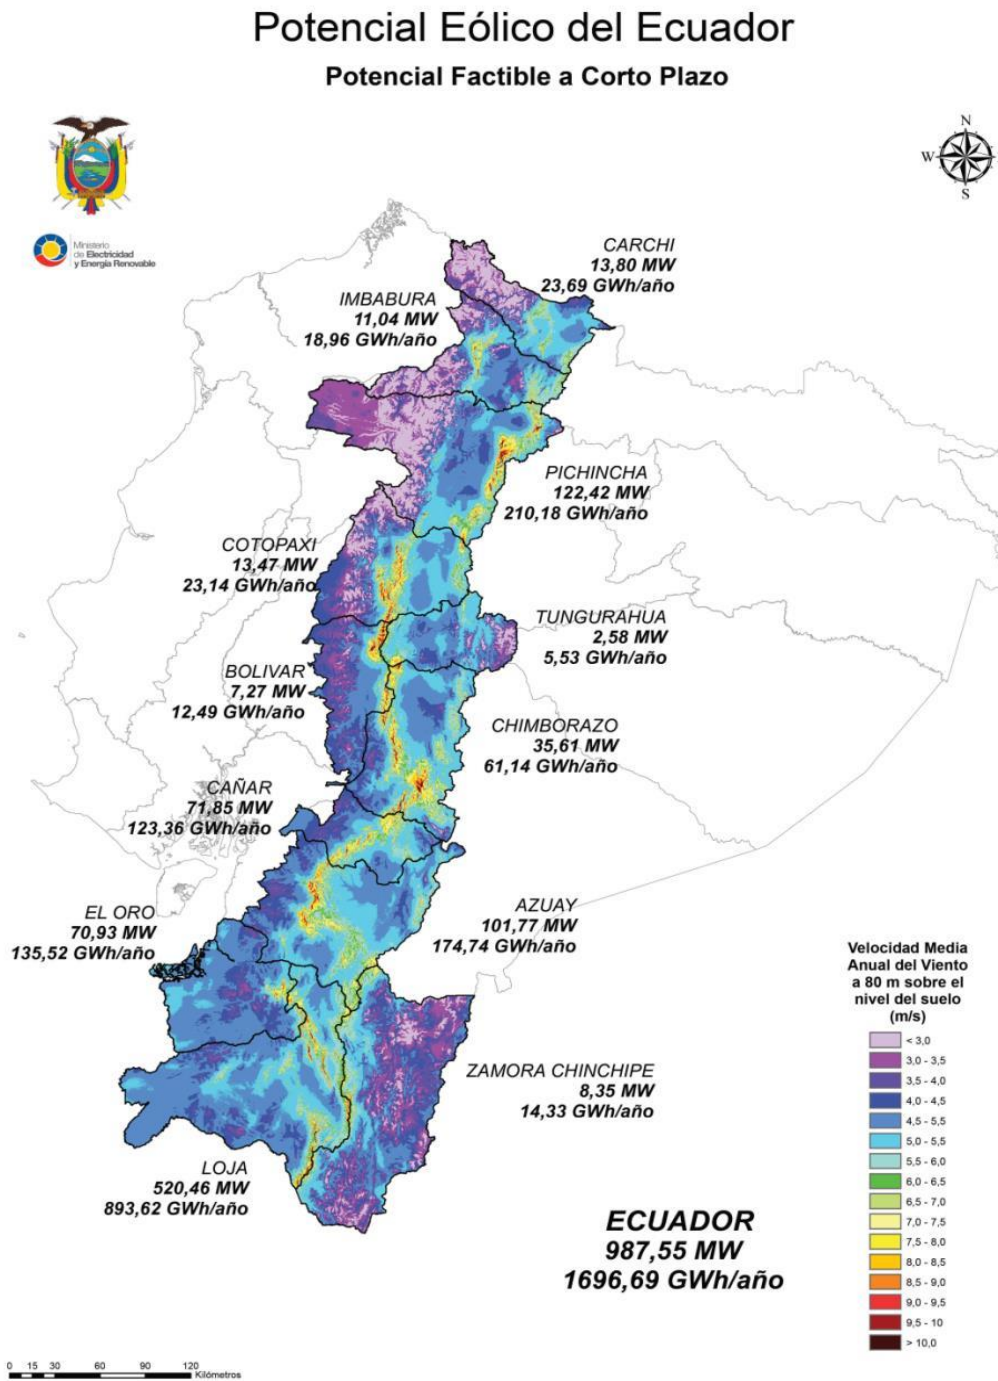 Potencial Eólico del Ecuador
Potencial Factible a Corto Plazo
N
W
S
Ministerio
de Electricidad
y Energía Renovable
CARCHI
13,80 MW
23,69 GWh/año
IMBABURA
11,04 MW
18,96 GWh/año
PICHINCHA
122,42 MW
210,18 GWh/año
COTOPAXI
13,47 MW
23,14 GWh/año
TUNGURAHUA
2,58 MW
5,53 GWh/año
BOLIVAR
7,27 MW
12,49 GWh/año
CHIMBORAZO
35,61 MW
61,14 GWh/año
CAÑAR
71,85 MW
123,36 GWh/año
AZUAY
101,77 MW
174,74 GWh/año
EL ORO
70,93 MW
135,52 GWh/año
ZAMORA CHINCHIPE
8,35 MW
14,33 GWh/año
LOJA
520,46 MW
893,62 GWh/año
ECUADOR
987,55 MW
1696,69 GWh/año
Velocidad Media
Anual del Viento
a 80 m sobre el
nivel del suelo
(m/s)
< 3,0
3,0 - 3,5
3,5 - 4,0
4,0 - 4,5
4,5 - 5,5
5,0 - 5,5
5,5 - 6,0
6,0 - 6,5
6,5 - 7,0
7,0 - 7,5
7,5 - 8,0
8,0 - 8,5
8,5 - 9,0
9,0 - 9,5
9,5 - 10
> 10,0
0 15 30 60 90 120
Kilómetros